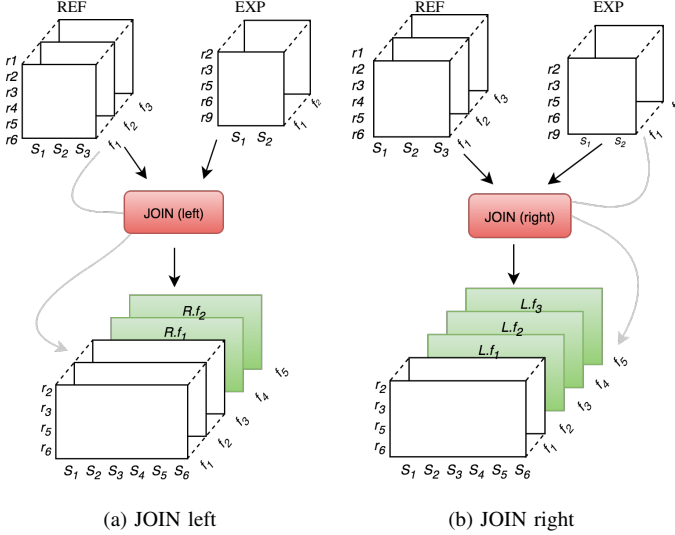 REF EXP REF EXP
r1 r2 r3 r4 r5 r6
S1 S2 S3
f1 f2 f3
r2 r3 r5 r6 r9
S1 S2
f1 f2
r1 r2 r3 r4 r5 r6
S1 S2 S3
f1 f2 f3
r2 r3 r5 r6 r9
S1 S2
f1
JOIN (left)
JOIN (right)
R.f2
R.f1
r2 r3 r5 r6
S1 S2 S3 S4 S5 S6
f1 f2 f3 f4 f5
L.f3
L.f2
L.f1
r2 r3 r5 r6
S1 S2 S3 S4 S5 S6
f1 f2 f3 f4 f5
(a) JOIN left
(b) JOIN right